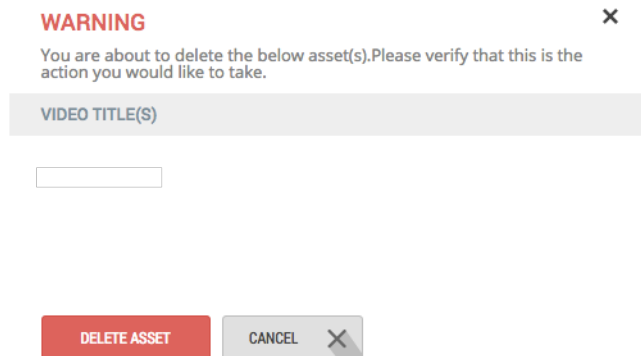 WARNING
You are about to delete the below asset(s).Please verify that this is the
action you would like to take.
VIDEO TITLE(S)
DELETE ASSET
CANCEL